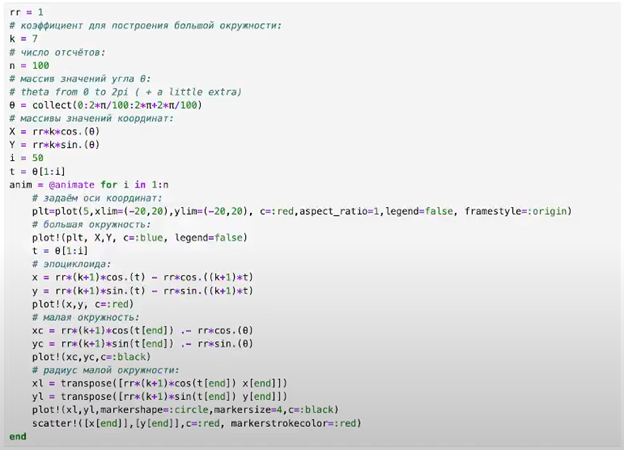 rr = 1
# коэффициент для построения большой окружности:
k = 7
# число отсчётов:
n = 100
# массив значений угла θ:
# theta from 0 to 2pi ( + a little extra)
θ = collect(0:2*π/100:2*π+2*π/100)
# массивы значений координат:
X = rr*k*cos.(θ)
Y = rr*k*sin.(θ)
i = 50
t = θ[1:i]
anim = @animate for i in 1:n
# задаём оси координат:
plt=plot(5,xlim=(-20,20),ylim=(-20,20), c=:red,aspect_ratio=1,legend=false, framestyle=:origin)
# большая окружность:
plot!(plt, X,Y, c=:blue, legend=false)
t = θ[1:i]
# эпоциклоида:
x = rr*(k+1)*cos.(t) - rr*cos.((k+1)*t)
y = rr*(k+1)*sin.(t) - rr*sin.((k+1)*t)
plot!(x,y, c=:red)
# малая окружность:
xc = rr*(k+1)*cos(t[end]) .- rr*cos.(θ)
yc = rr*(k+1)*sin(t[end]) .- rr*sin.(θ)
plot!(xc,yc,c=:black)
# радиус малой окружности:
xl = transpose([rr*(k+1)*cos(t[end]) x[end]])
yl = transpose([rr*(k+1)*sin(t[end]) y[end]])
plot!(xl,yl,markershape=:circle,markersize=4,c=:black)
scatter!([x[end]],[y[end]],c=:red, markerstrokecolor=:red)
end